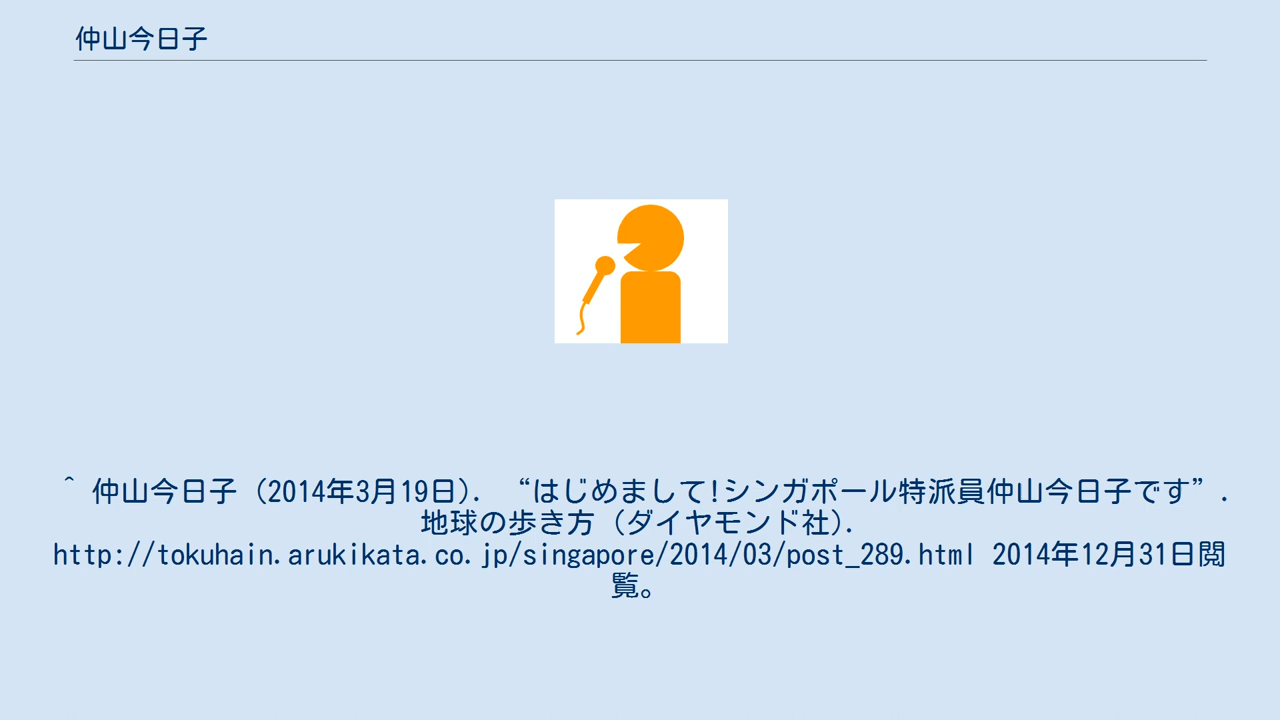 仲山今日子
^ 仲山今日子 (2014年3月19日). “はじめまして!シンガポール特派員仲山今日子です”.
地球の歩き方 (ダイヤモンド社).
http://tokuhain.arukikata.co.jp/singapore/2014/03/post_289.html 2014年12月31日閲
覧。